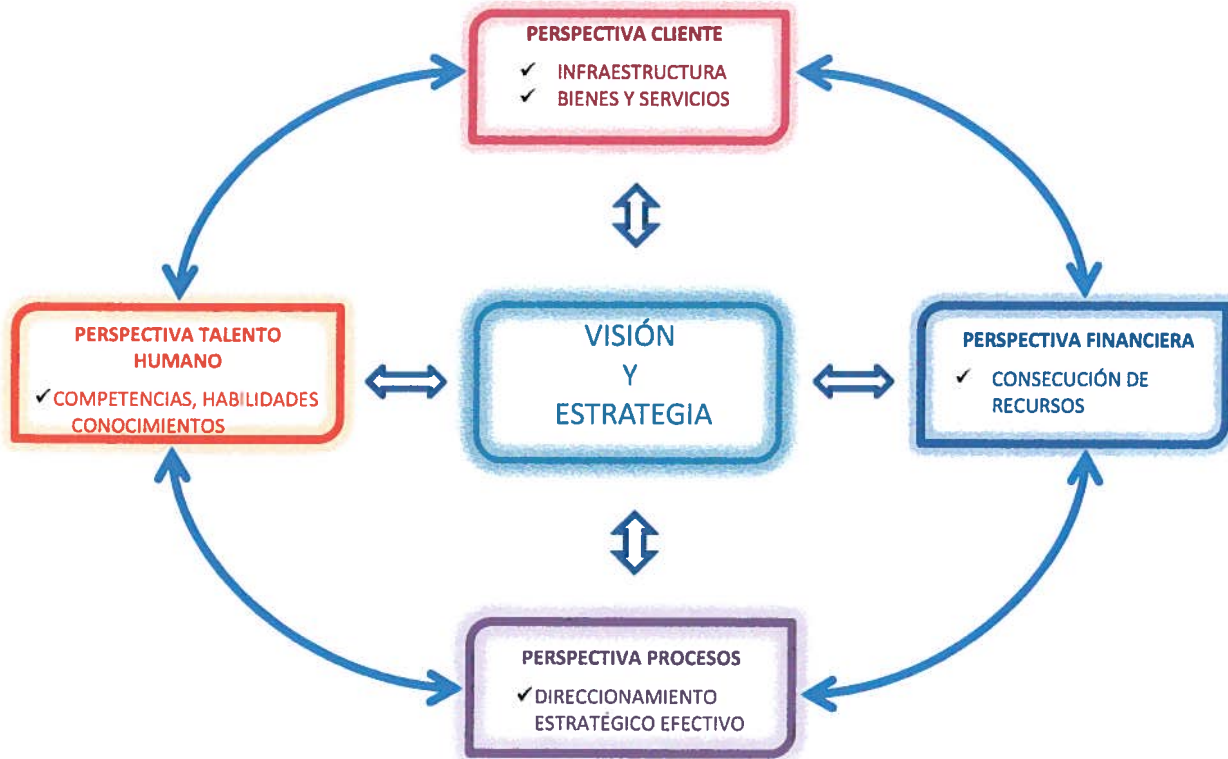 PERSPECTIVA CLIENTE
✓ INFRAESTRUCTURA
✓ BIENES Y SERVICIOS
PERSPECTIVA TALENTO
HUMANO
✓ COMPETENCIAS, HABILIDADES
CONOCIMIENTOS
VISIÓN
Y
ESTRATEGIA
PERSPECTIVA FINANCIERA
✓ CONSECUCIÓN DE
RECURSOS
PERSPECTIVA PROCESOS
✓ DIRECCIONAMIENTO
ESTRATÉGICO EFECTIVO